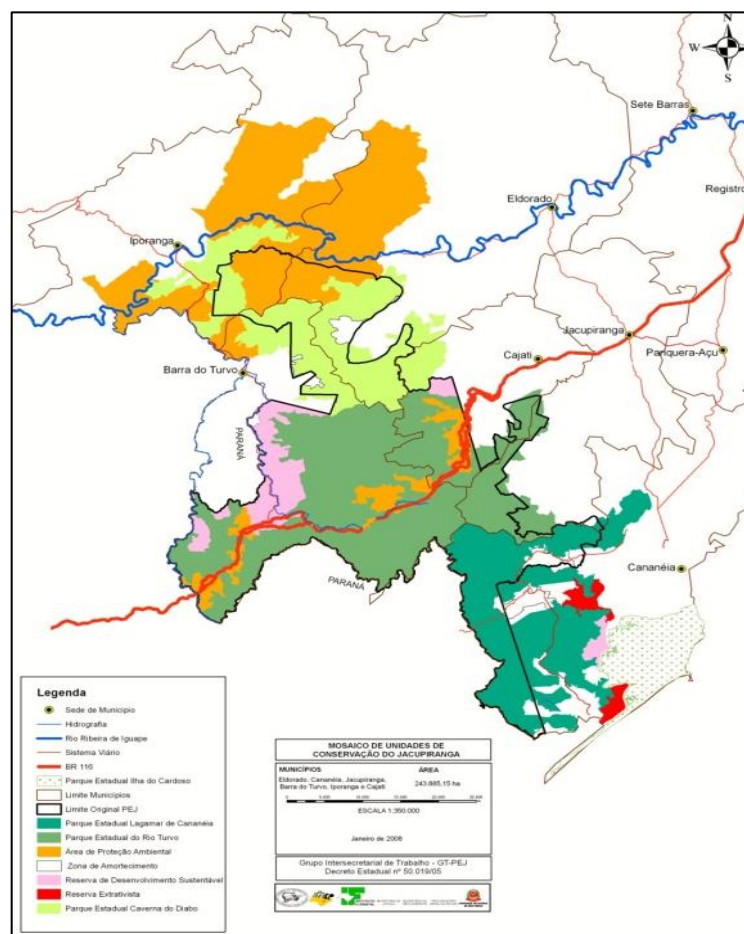 N
W E
S
Sete Barras
Registro
Eldorado
Iporanga
Jacupiranga
Cajati
Pariquera-Açu
Barra do Turvo
PARANÁ
PARANÁ
Cananéia
Legenda
Sede de Municipio
Hidrografia
Rio Ribeira de Iguape
Sistema Viário
BR 116
Parque Estadual Ilha do Cardoso
Limite Municípios
Limite Original PEJ
Parque Estadual Lagamar de Cananéia
Parque Estadual do Rio Turvo
Área de Proteção Ambiental
Zona de Amortecimento
Reserva de Desenvolvimento Sustentável
Reserva Extrativista
Parque Estadual Caverna do Diabo
MOSAICO DE UNIDADES DE
CONSERVAÇÃO DO JACUPIRANGA
MUNICÍPIOS ÁREA
Eldorado, Cananéia, Jacupiranga,
Barra do Turvo, Iporanga e Cajati 243.885,15 ha
ESCALA 1:350.000
Janeiro de 2008
Grupo Intersecretarial de Trabalho - GT-PEJ
Decreto Estadual nº 50.019/05